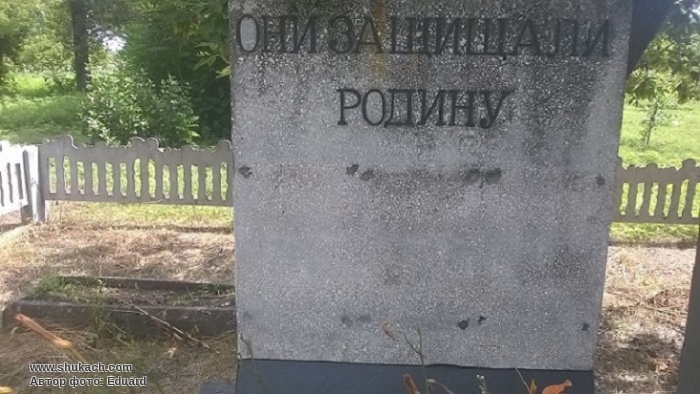 ОНИ ЗАЩИЩАЛИ
РОДИНУ
www.shukach.com
Автор фото: Eduard